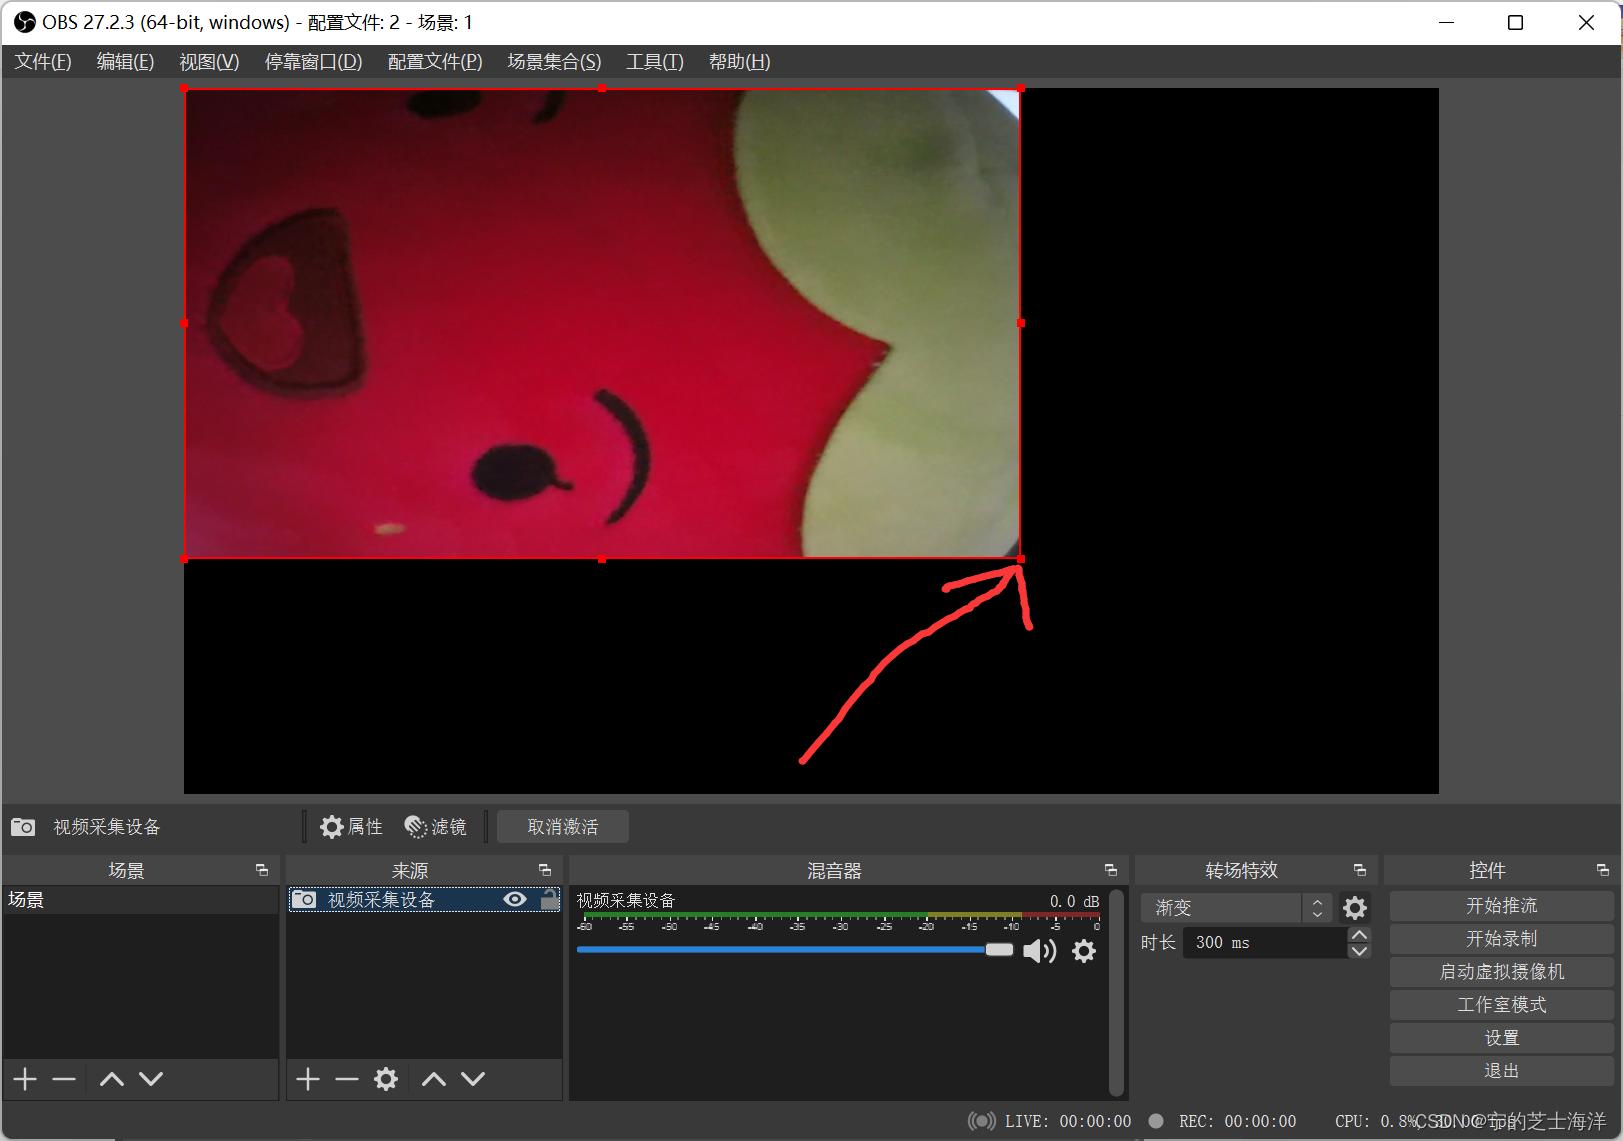 OBS 27.2.3 (64-bit, windows) - 配置文件: 2 - 场景: 1
文件(F) 编辑(E) 视图(V) 停靠窗口(D) 配置文件(P) 场景集合(S) 工具(T) 帮助(H)
视频采集设备 属性 滤镜 取消激活
场景 来源 混音器 转场特效 控件
场景
视频采集设备
视频采集设备 0.0 dB
-60 -55 -50 -45 -40 -35 -30 -25 -20 -15 -10 -5 0
渐变
时长 300 ms
开始推流
开始录制
启动虚拟摄像机
工作室模式
设置
退出
LIVE: 00:00:00 REC: 00:00:00 CPU: 0.8%,
CSDN @宁的芝士海洋